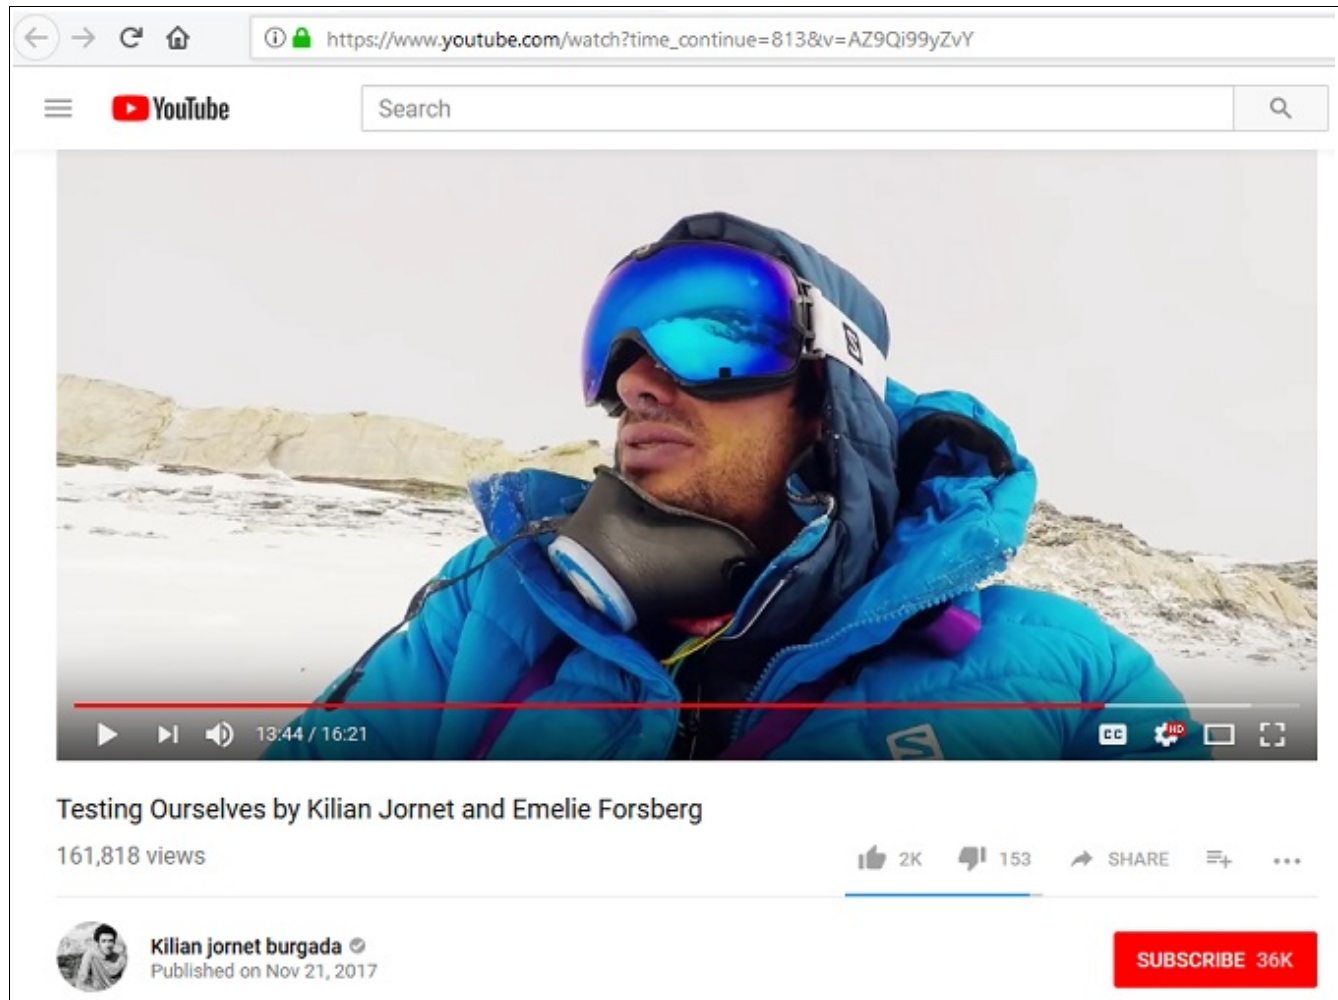 https://www.youtube.com/watch?time_continue=813&v=AZ9Qi99yZvY
YouTube
Search
S
S
13:44 / 16:21
CC
HD
Testing Ourselves by Kilian Jornet and Emelie Forsberg
161,818 views
2K
153
SHARE
Kilian jornet burgada
Published on Nov 21, 2017
SUBSCRIBE 36K